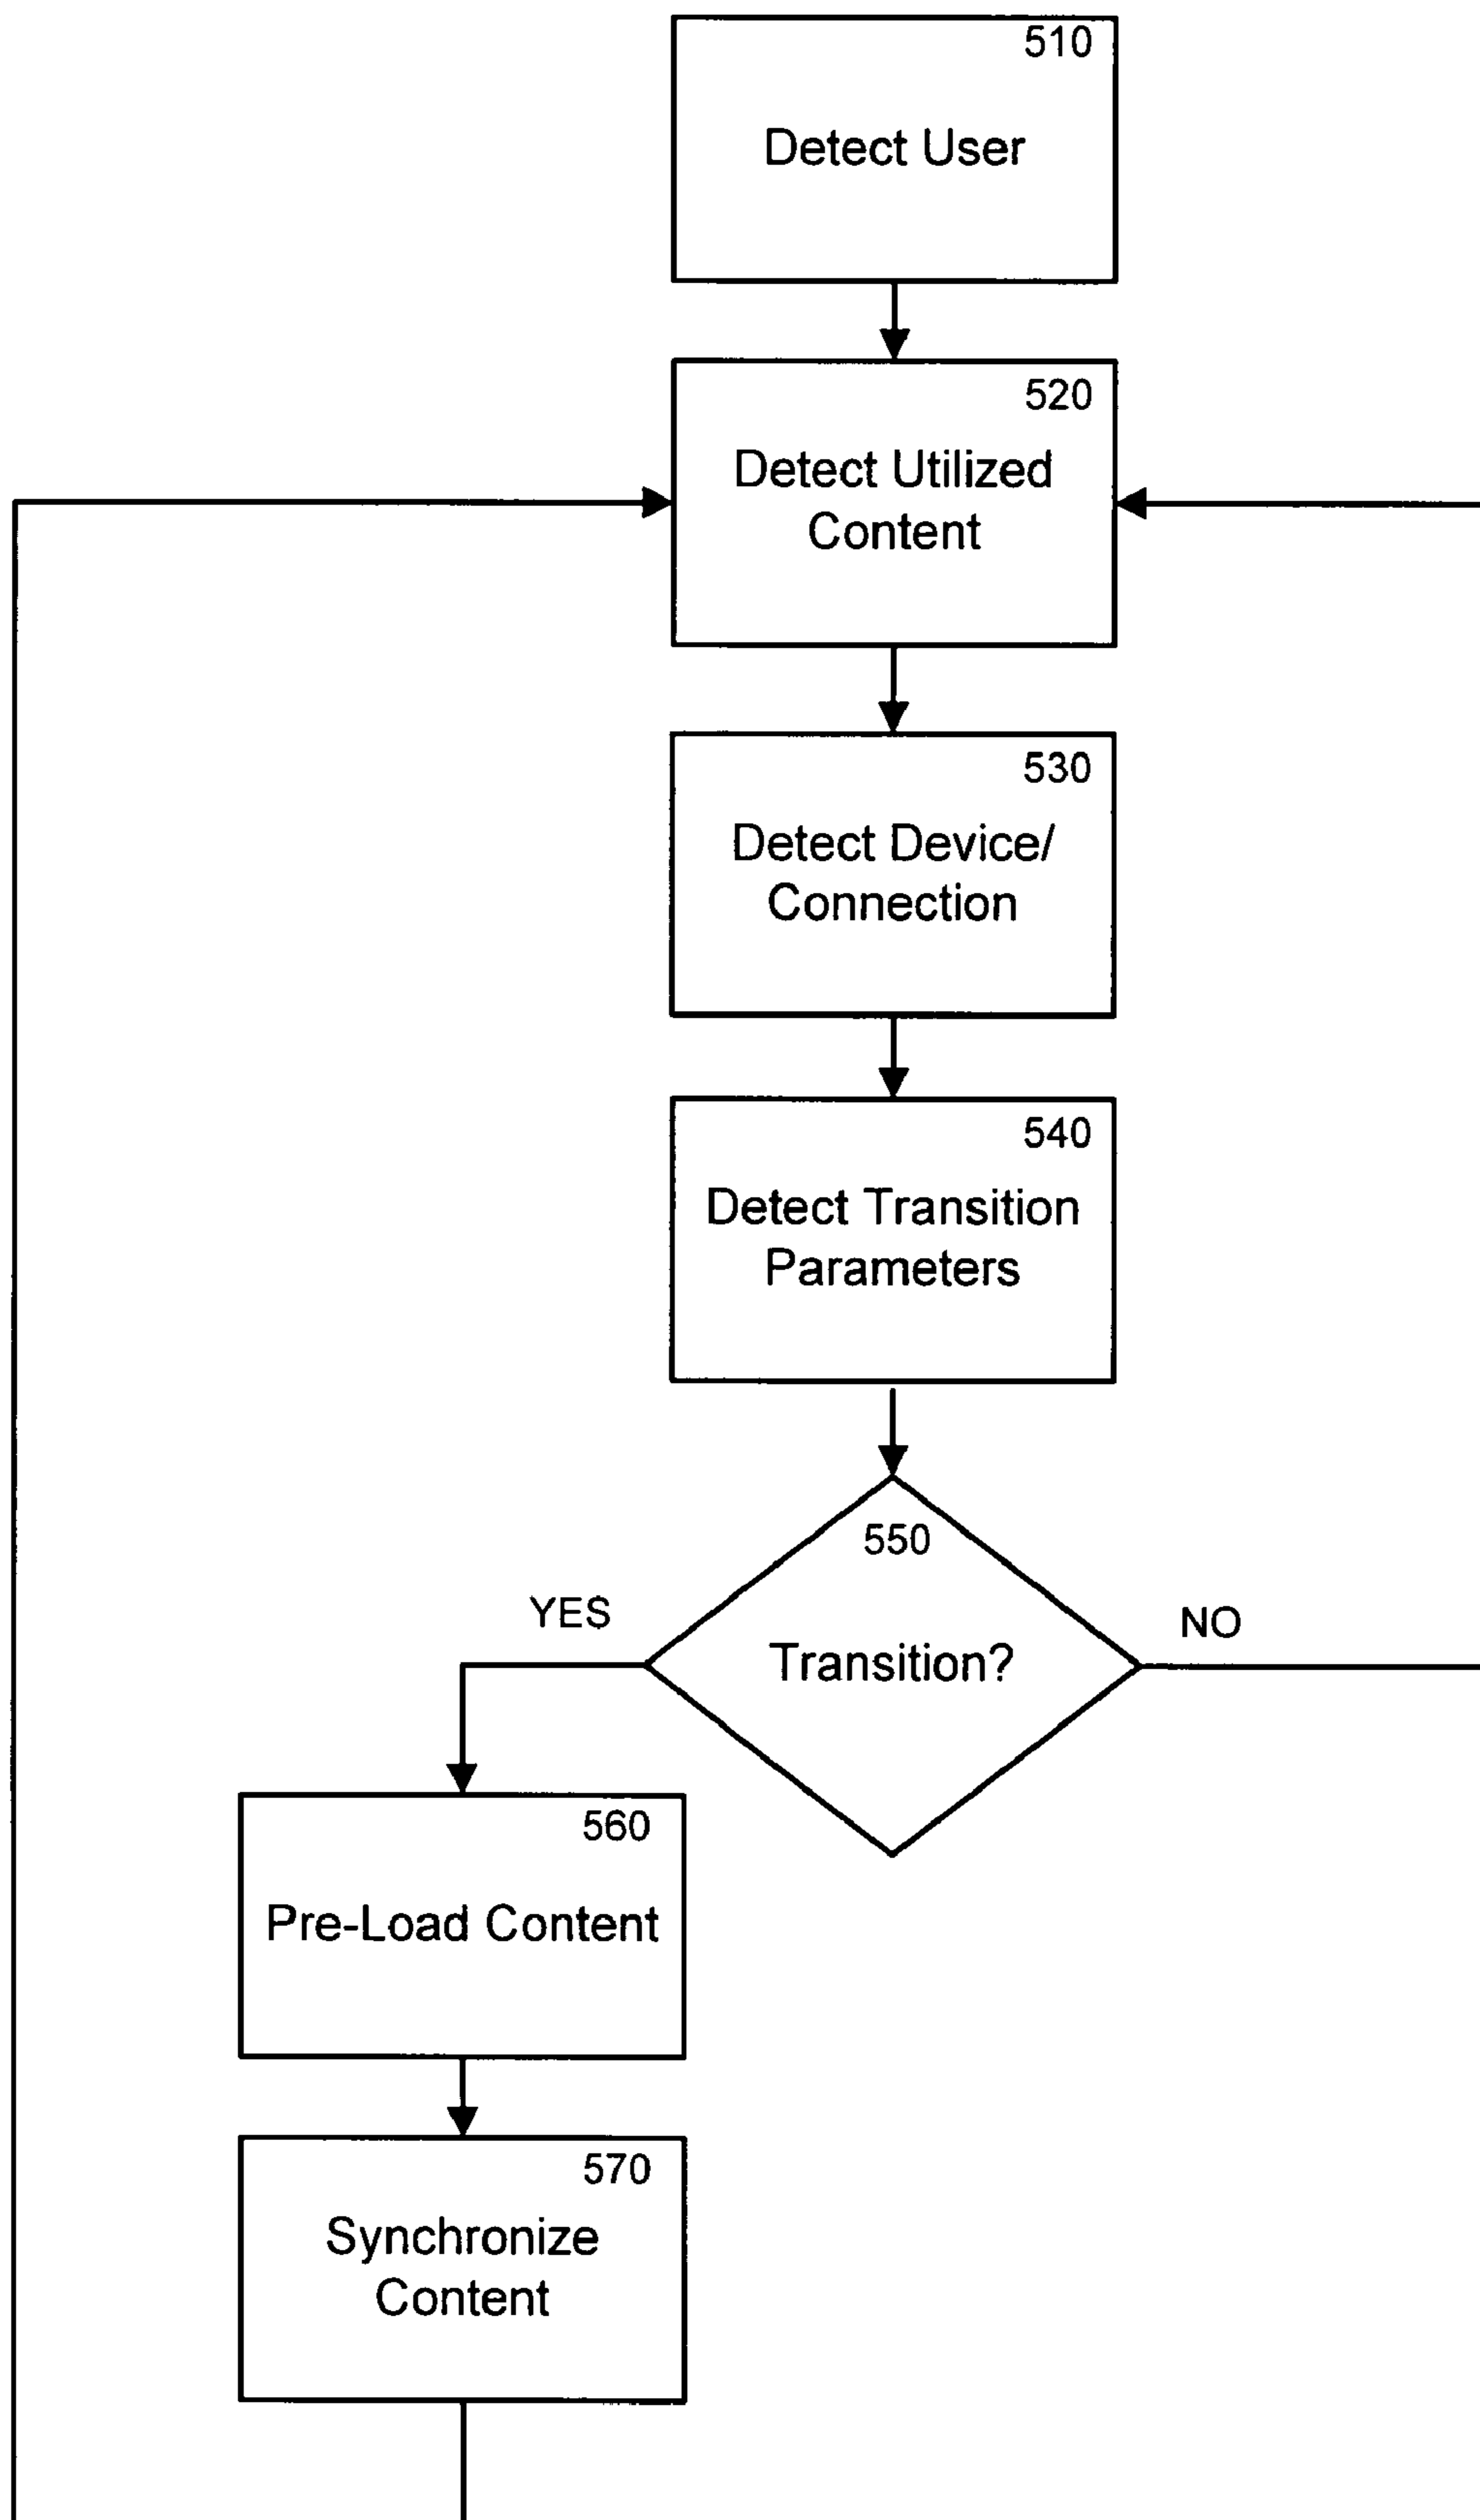 510
Detect User
520
Detect Utilized
Content
530
Detect Device/
Connection
540
Detect Transition
Parameters
550
YES
NO
Transition?
560
Pre-Load Content
570
Synchronize
Content